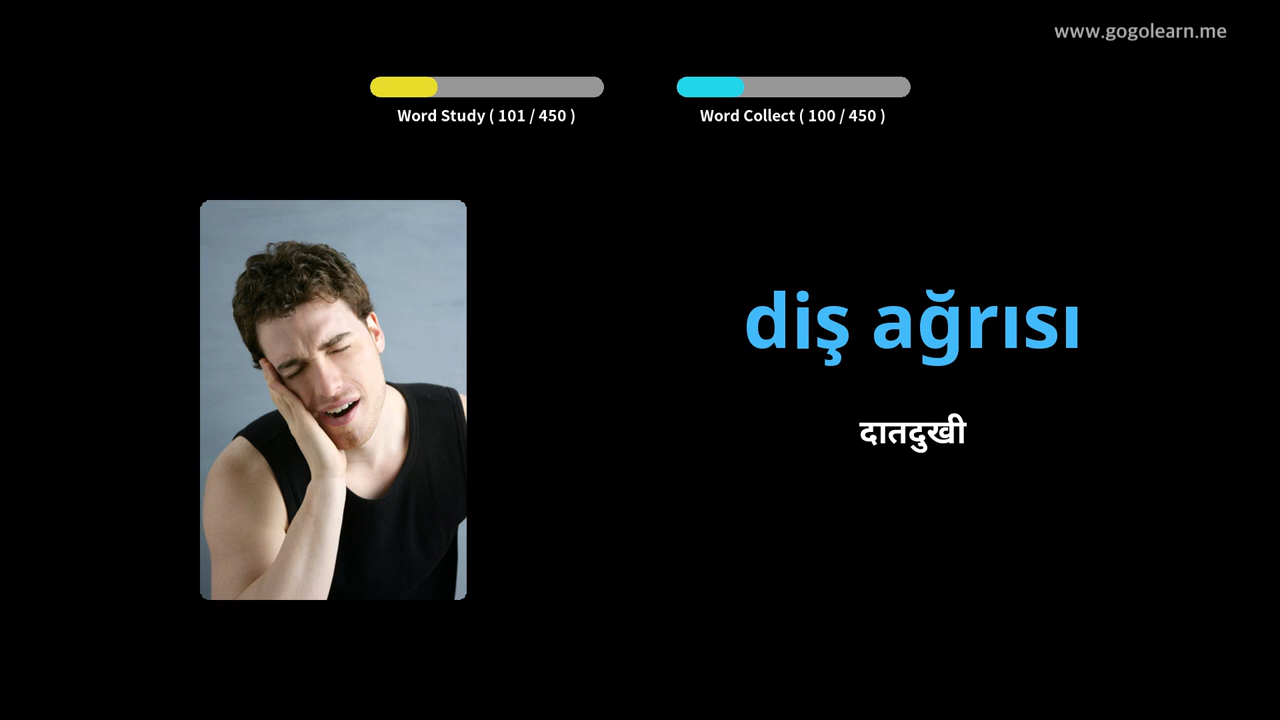 www.gogolearn.me
Word Study ( 101 / 450 )
Word Collect ( 100 / 450 )
diş ağrısı
दातदुखी